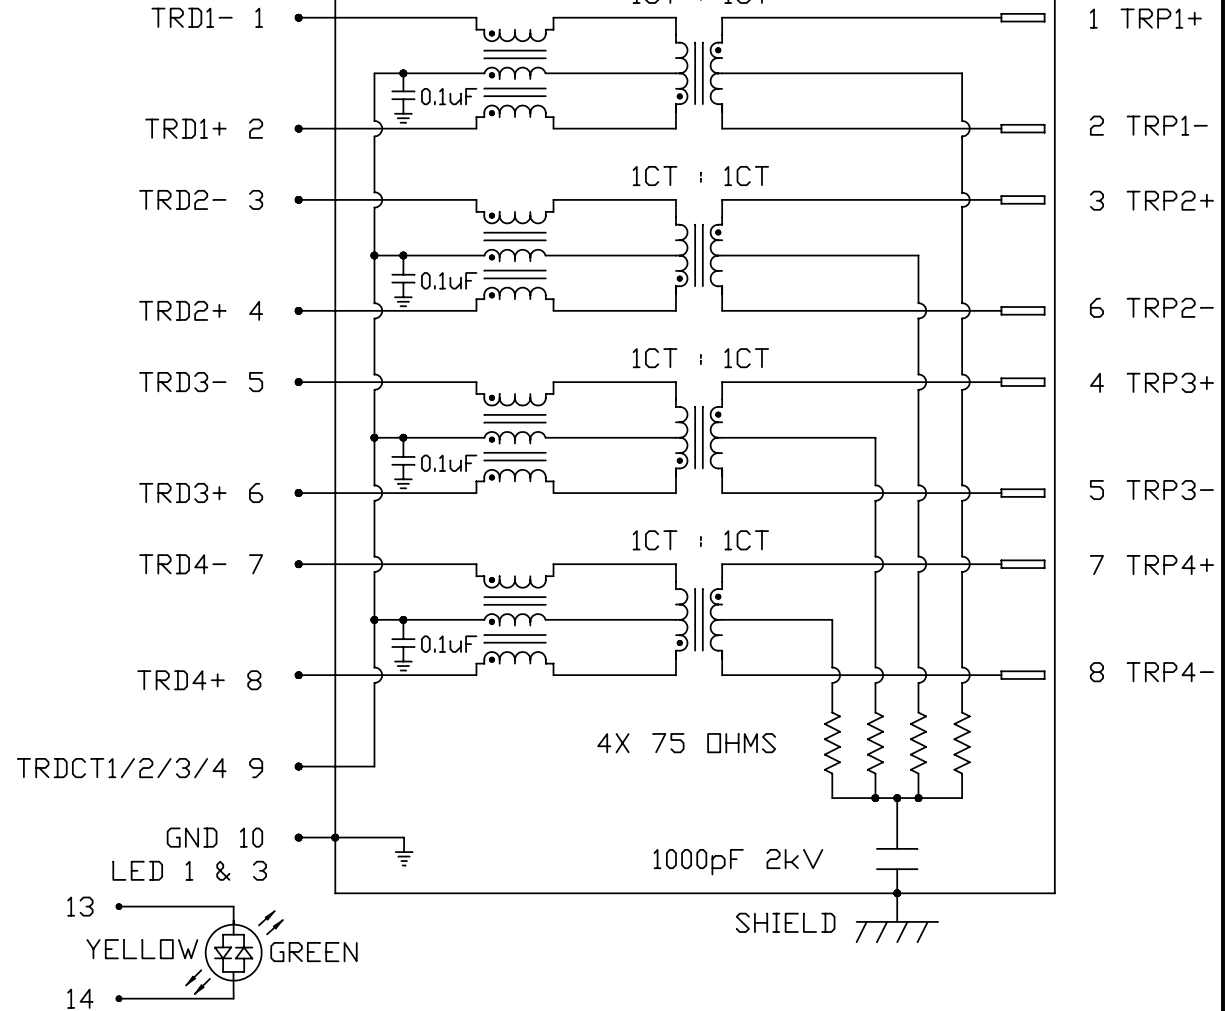 1CT : 1CT
TRD1- 1
1 TRP1+
0.1uF
TRD1+ 2
2 TRP1-
1CT : 1CT
TRD2- 3
3 TRP2+
0.1uF
TRD2+ 4
6 TRP2-
1CT : 1CT
TRD3- 5
4 TRP3+
0.1uF
TRD3+ 6
5 TRP3-
1CT : 1CT
TRD4- 7
7 TRP4+
0.1uF
TRD4+ 8
8 TRP4-
4X 75 OHMS
TRDCT1/2/3/4 9
GND 10
1000pF 2kV
LED 1 & 3
13
SHIELD
YELLOW
GREEN
14